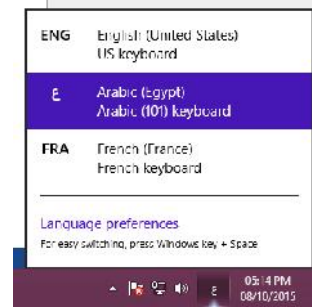 ENG English (United States)
US keyboard
ع Arabic (Egypt)
Arabic (101) keyboard
FRA French (France)
French keyboard
Language preferences
For easy switching, press Windows key + Space
ع 05:14 PM
08/10/2015